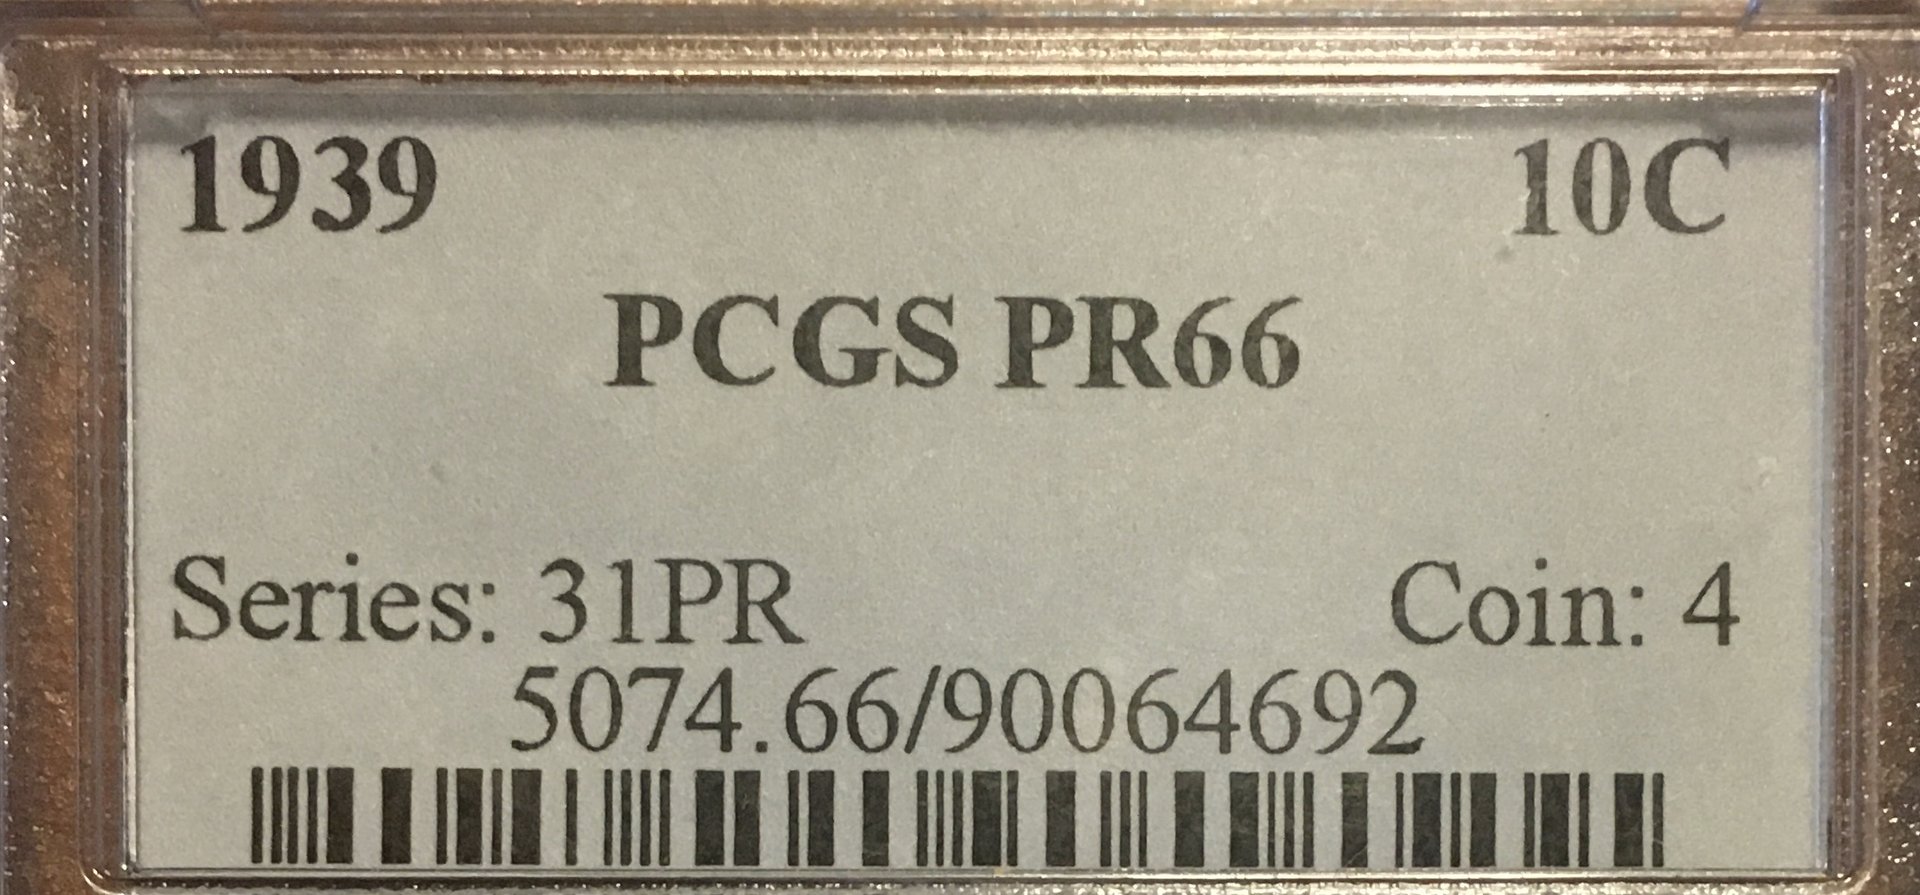 1939 10C
PCGS PR66
Series: 31PR Coin: 4
5074.66/90064692